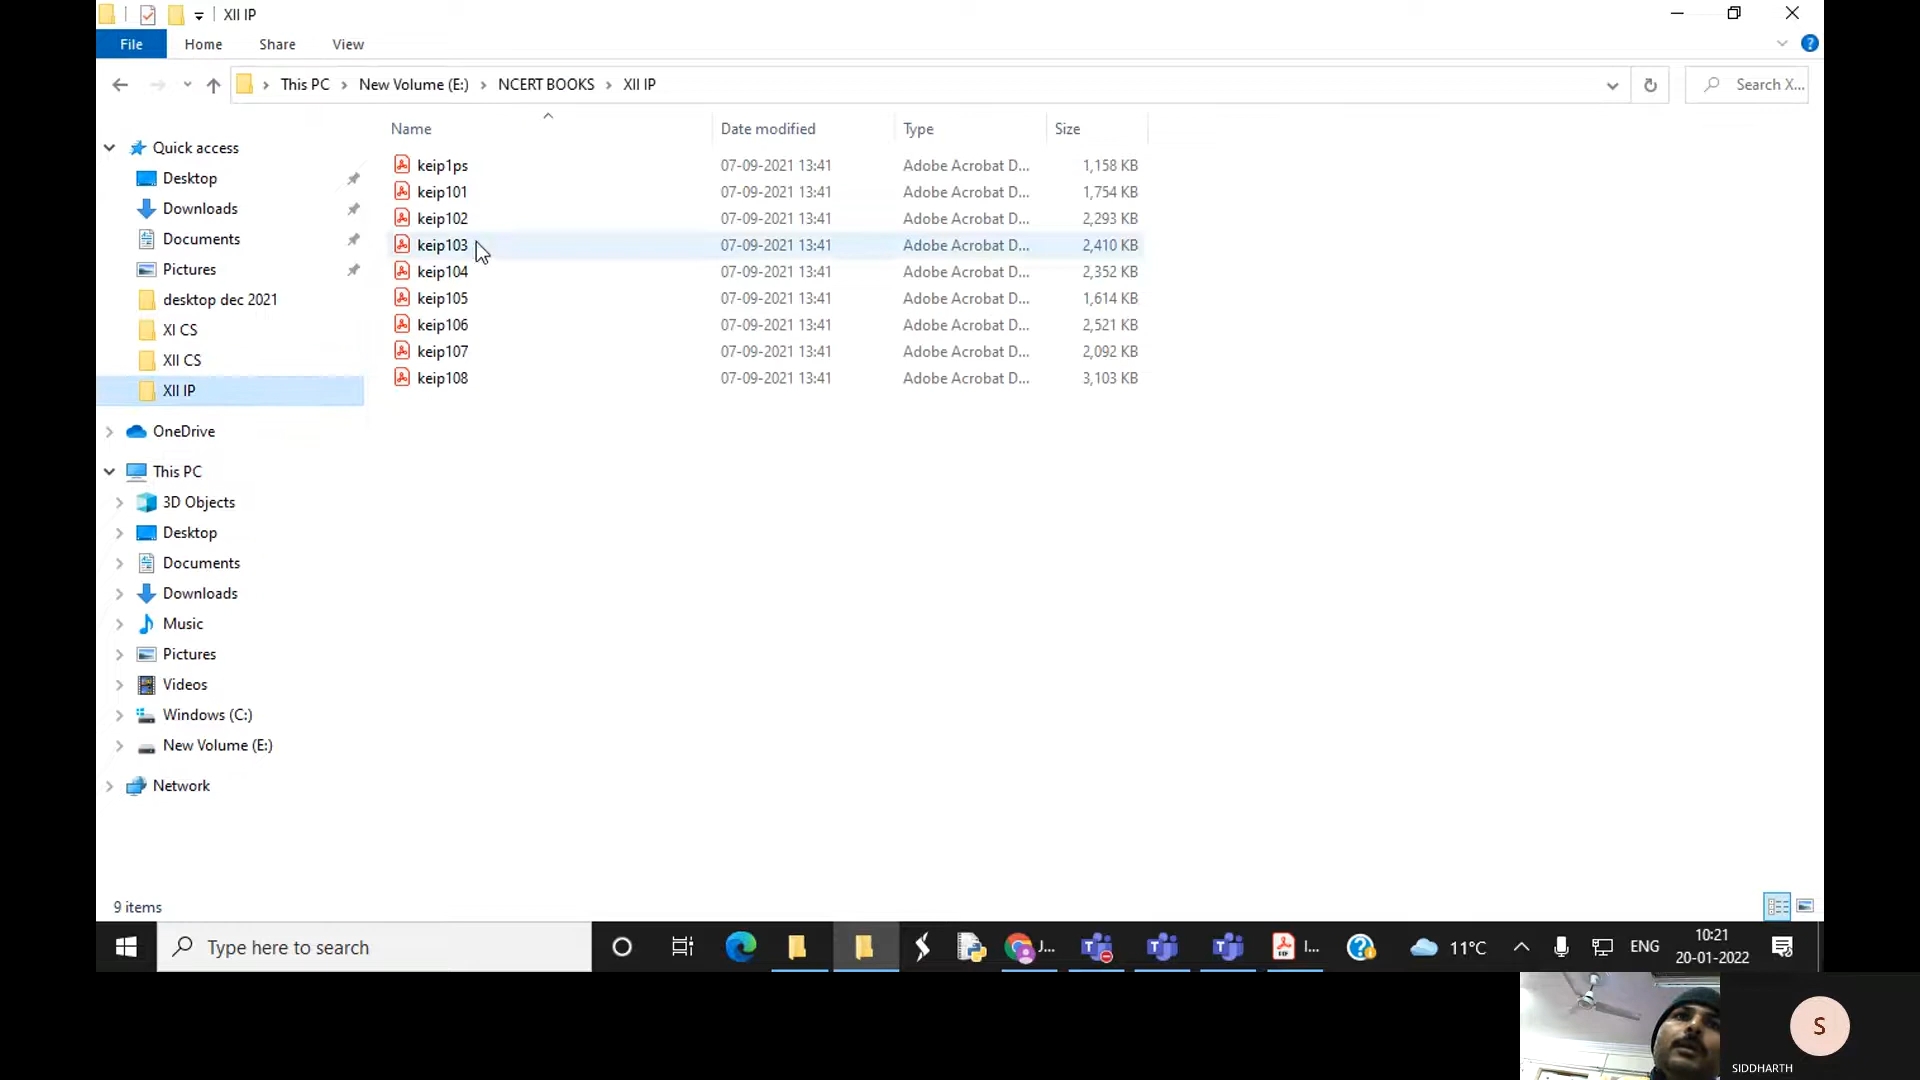 XII IP
File Home Share View
This PC New Volume (E:) NCERT BOOKS XII IP Search X...
Name Date modified Type Size
Quick access
Desktop
Downloads
Documents
Pictures
desktop dec 2021
XI CS
XII CS
XII IP
OneDrive
This PC
3D Objects
Desktop
Documents
Downloads
Music
Pictures
Videos
Windows (C:)
New Volume (E:)
Network
keip1ps 07-09-2021 13:41 Adobe Acrobat D... 1,158 KB
keip101 07-09-2021 13:41 Adobe Acrobat D... 1,754 KB
keip102 07-09-2021 13:41 Adobe Acrobat D... 2,293 KB
keip103 07-09-2021 13:41 Adobe Acrobat D... 2,410 KB
keip104 07-09-2021 13:41 Adobe Acrobat D... 2,352 KB
keip105 07-09-2021 13:41 Adobe Acrobat D... 1,614 KB
keip106 07-09-2021 13:41 Adobe Acrobat D... 2,521 KB
keip107 07-09-2021 13:41 Adobe Acrobat D... 2,092 KB
keip108 07-09-2021 13:41 Adobe Acrobat D... 3,103 KB
9 items
Type here to search J... I... 11°C ENG 10:21
20-01-2022
S
SIDDHARTH